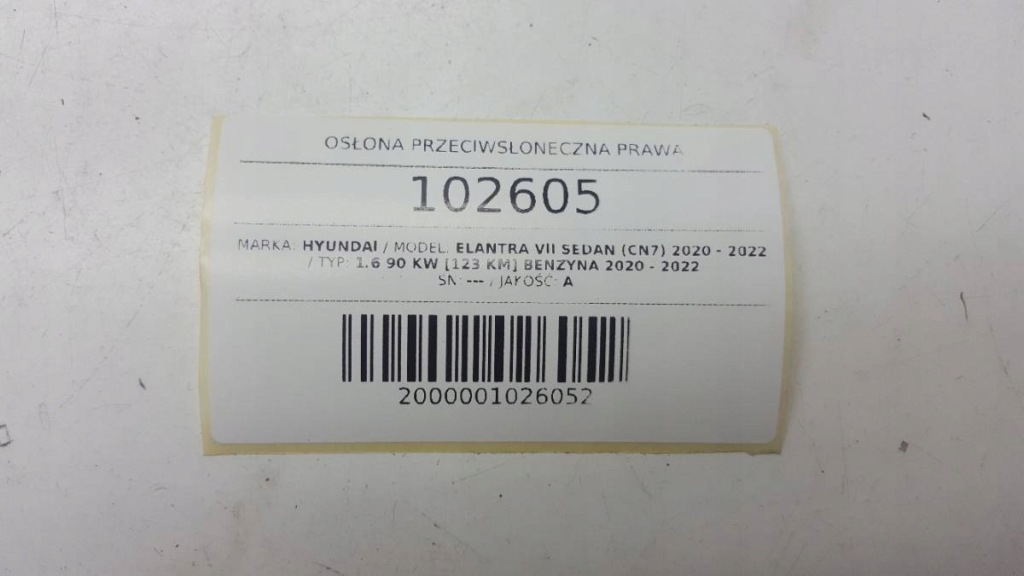 OSŁONA PRZECIWSŁONECZNA PRAWA
102605
MARKA: HYUNDAI / MODEL: ELANTRA VII SEDAN (CN7) 2020 - 2022
/ TYP: 1.6 90 KW [123 KM] BENZYNA 2020 - 2022
SN: --- / JAKOŚĆ: A
2000001026052